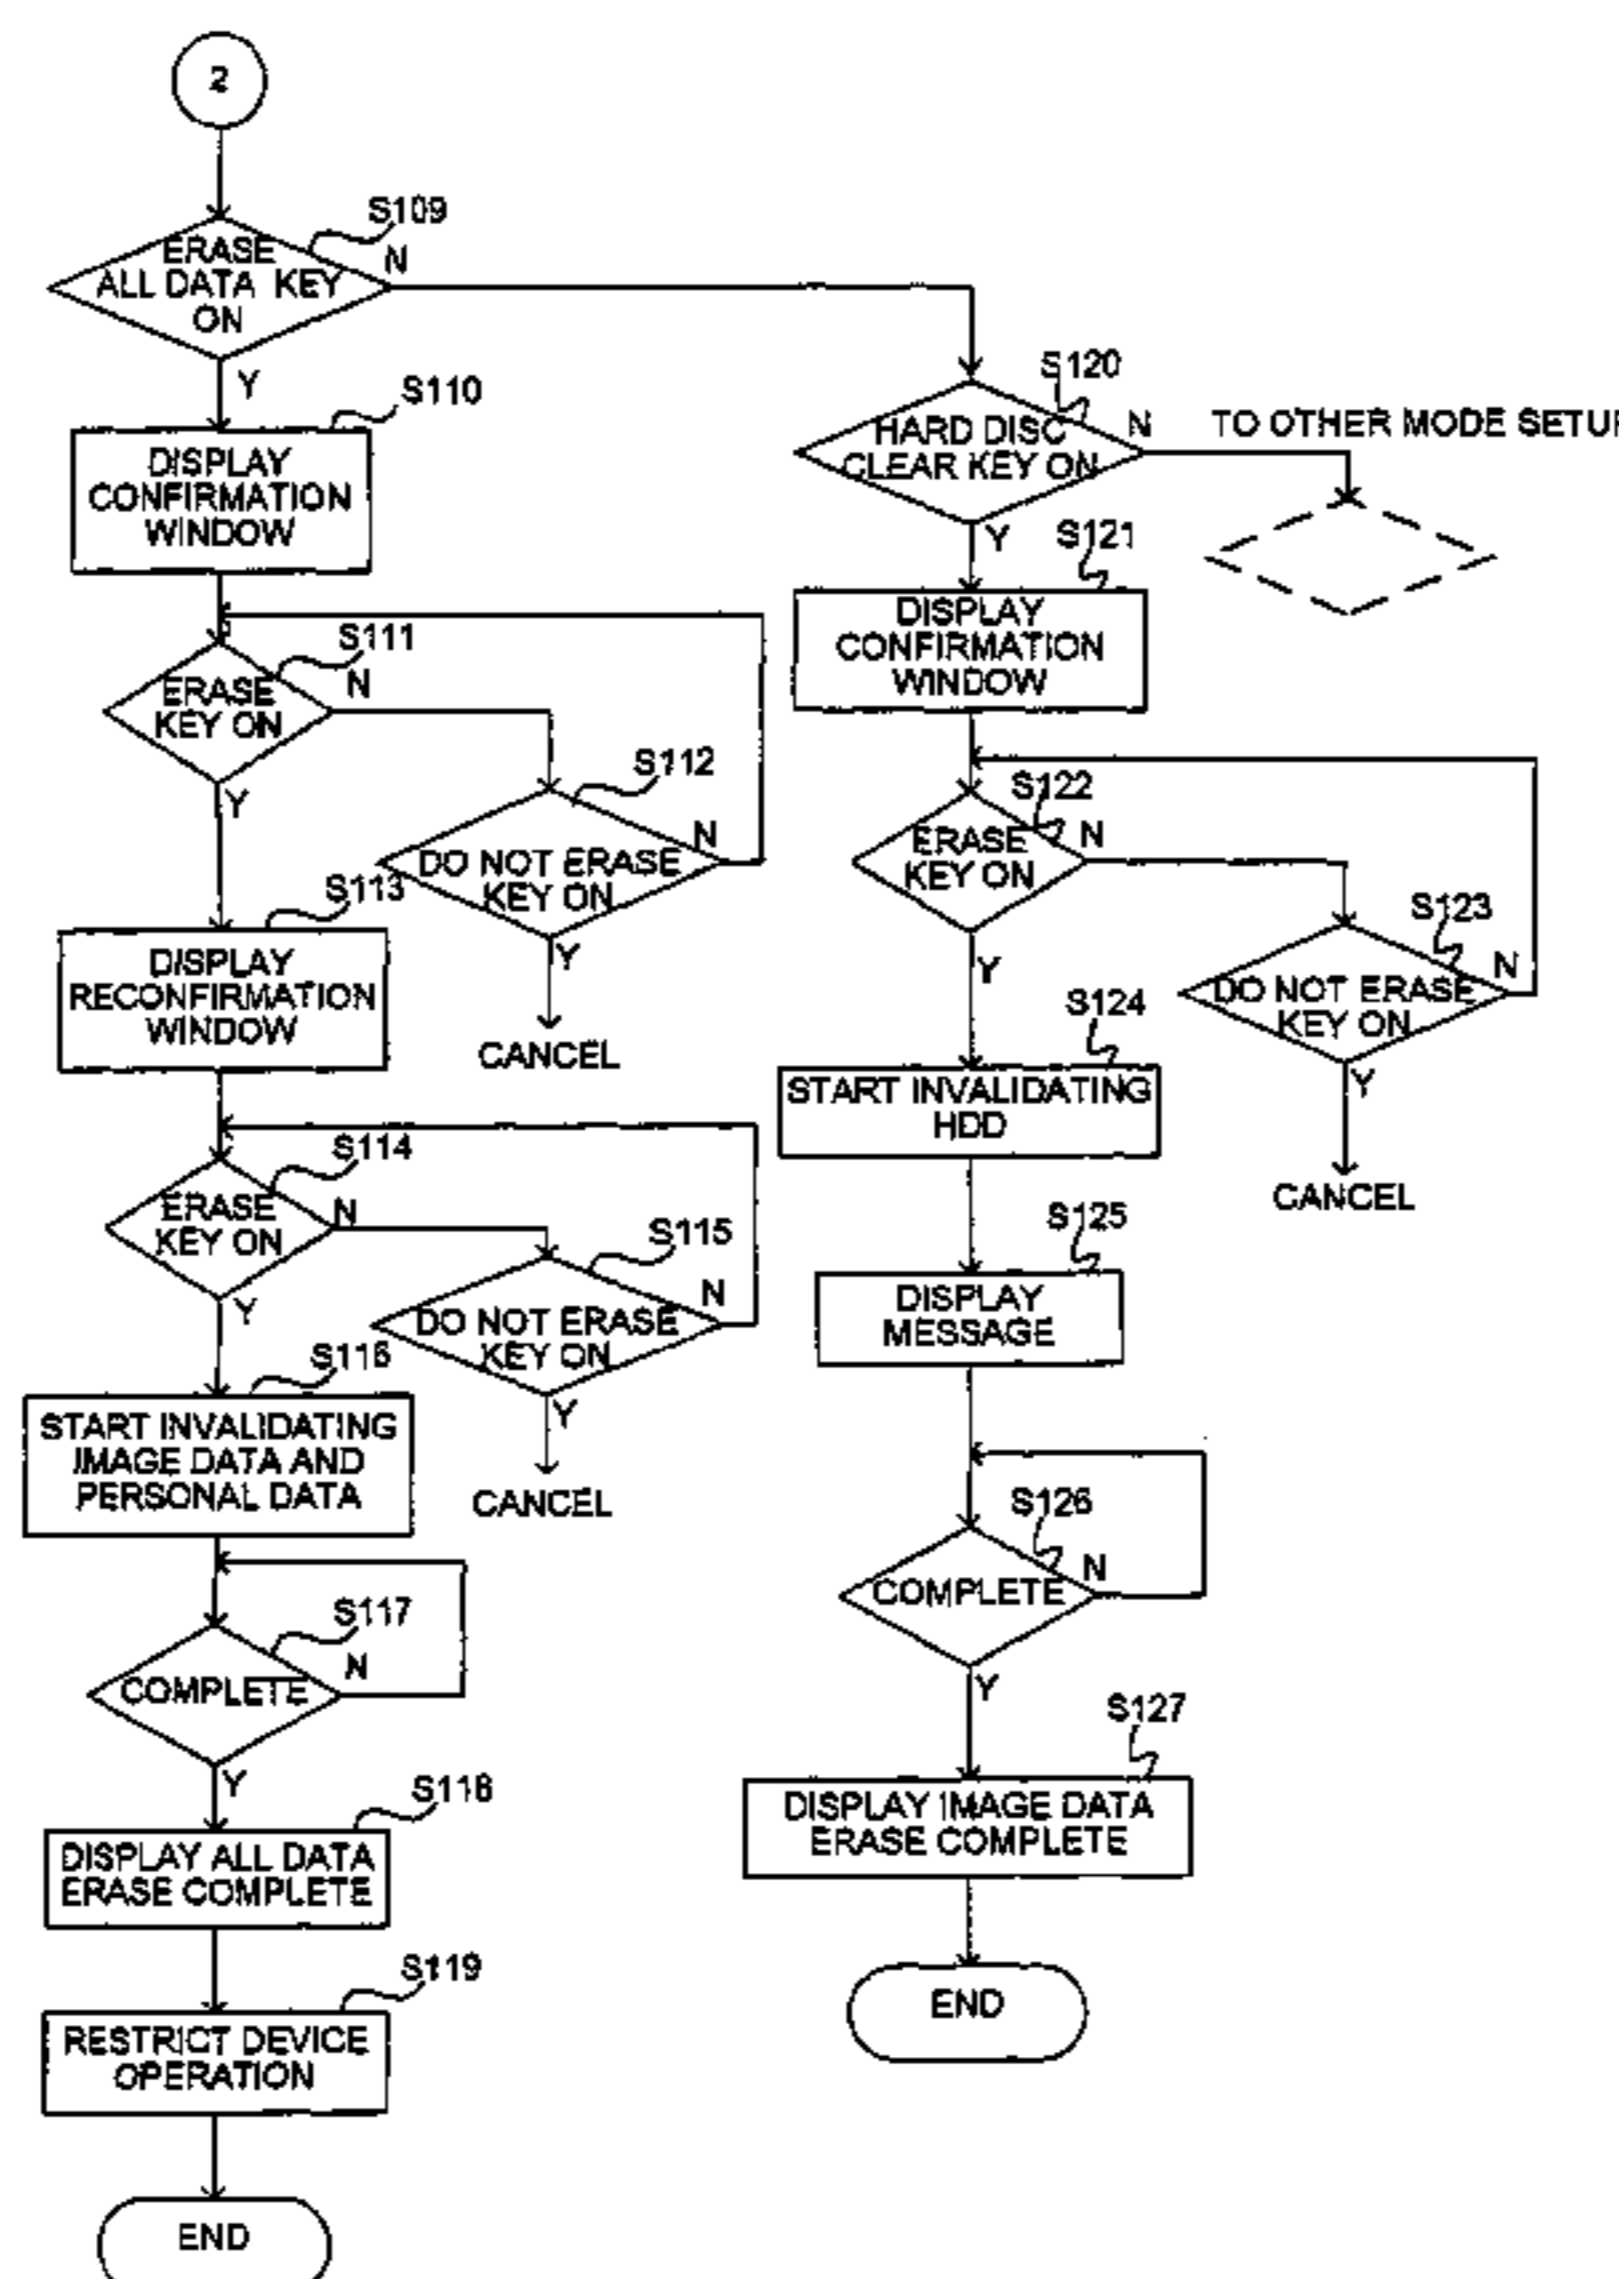 2
S109
ERASE
ALL DATA KEY
ON
N
Y
S110
DISPLAY
CONFIRMATION
WINDOW
S111
ERASE
KEY ON
N
Y
S112
DO NOT ERASE
KEY ON
N
Y
CANCEL
S113
DISPLAY
RECONFIRMATION
WINDOW
S114
ERASE
KEY ON
N
Y
S115
DO NOT ERASE
KEY ON
N
Y
CANCEL
S116
START INVALIDATING
IMAGE DATA AND
PERSONAL DATA
S117
COMPLETE
N
Y
S118
DISPLAY ALL DATA
ERASE COMPLETE
S119
RESTRICT DEVICE
OPERATION
END
S120
HARD DISC
CLEAR KEY ON
N
TO OTHER MODE SETUP
Y
S121
DISPLAY
CONFIRMATION
WINDOW
S122
ERASE
KEY ON
N
Y
S123
DO NOT ERASE
KEY ON
N
Y
CANCEL
S124
START INVALIDATING
HDD
S125
DISPLAY
MESSAGE
S126
COMPLETE
N
Y
S127
DISPLAY IMAGE DATA
ERASE COMPLETE
END